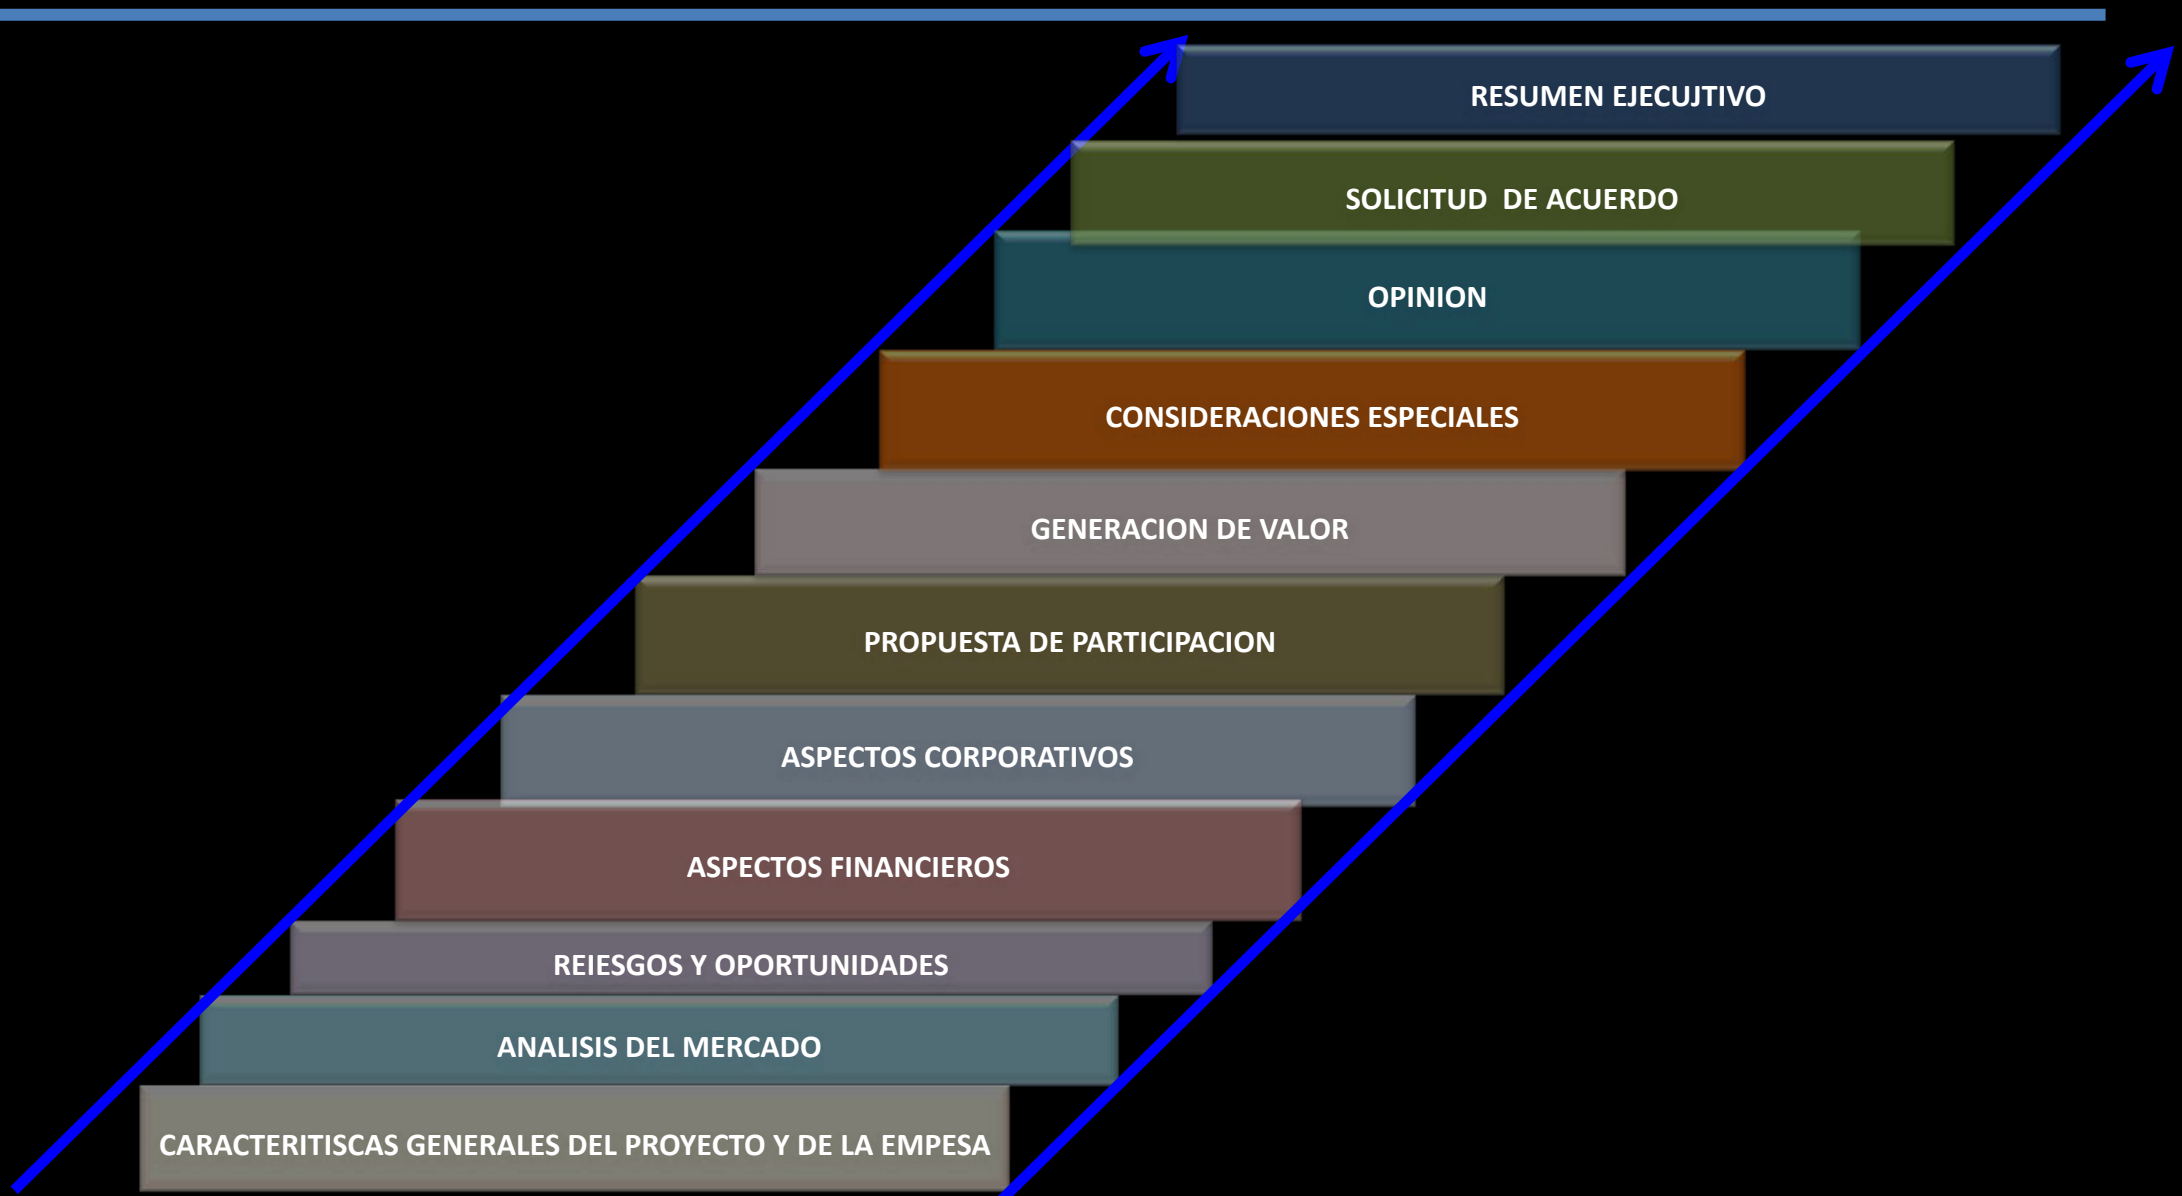 RESUMEN EJECUJTIVO
SOLICITUD  DE ACUERDO
OPINION
CONSIDERACIONES ESPECIALES
GENERACION DE VALOR
PROPUESTA DE PARTICIPACION
ASPECTOS CORPORATIVOS
ASPECTOS FINANCIEROS
REIESGOS Y OPORTUNIDADES
ANALISIS DEL MERCADO
CARACTERITISCAS GENERALES DEL PROYECTO Y DE LA EMPESA